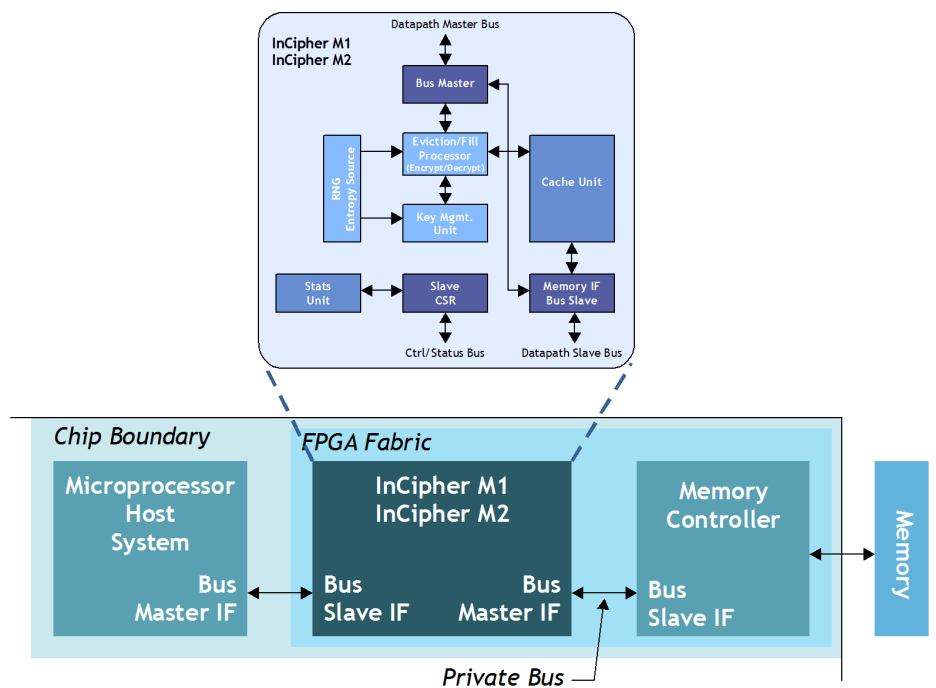 Datapath Master Bus
InCipher M1
InCipher M2
Bus Master
Eviction/Fill
Processor
(Encrypt/Decrypt)
RNG
Entropy Source
Cache Unit
Key Mgmt.
Unit
Stats
Unit
Slave
CSR
Memory IF
Bus Slave
Ctrl/Status Bus
Datapath Slave Bus
Chip Boundary
FPGA Fabric
Microprocessor
Host
System
Bus
Master IF
InCipher M1
InCipher M2
Bus
Slave IF
Bus
Master IF
Memory
Controller
Bus
Slave IF
Memory
Private Bus